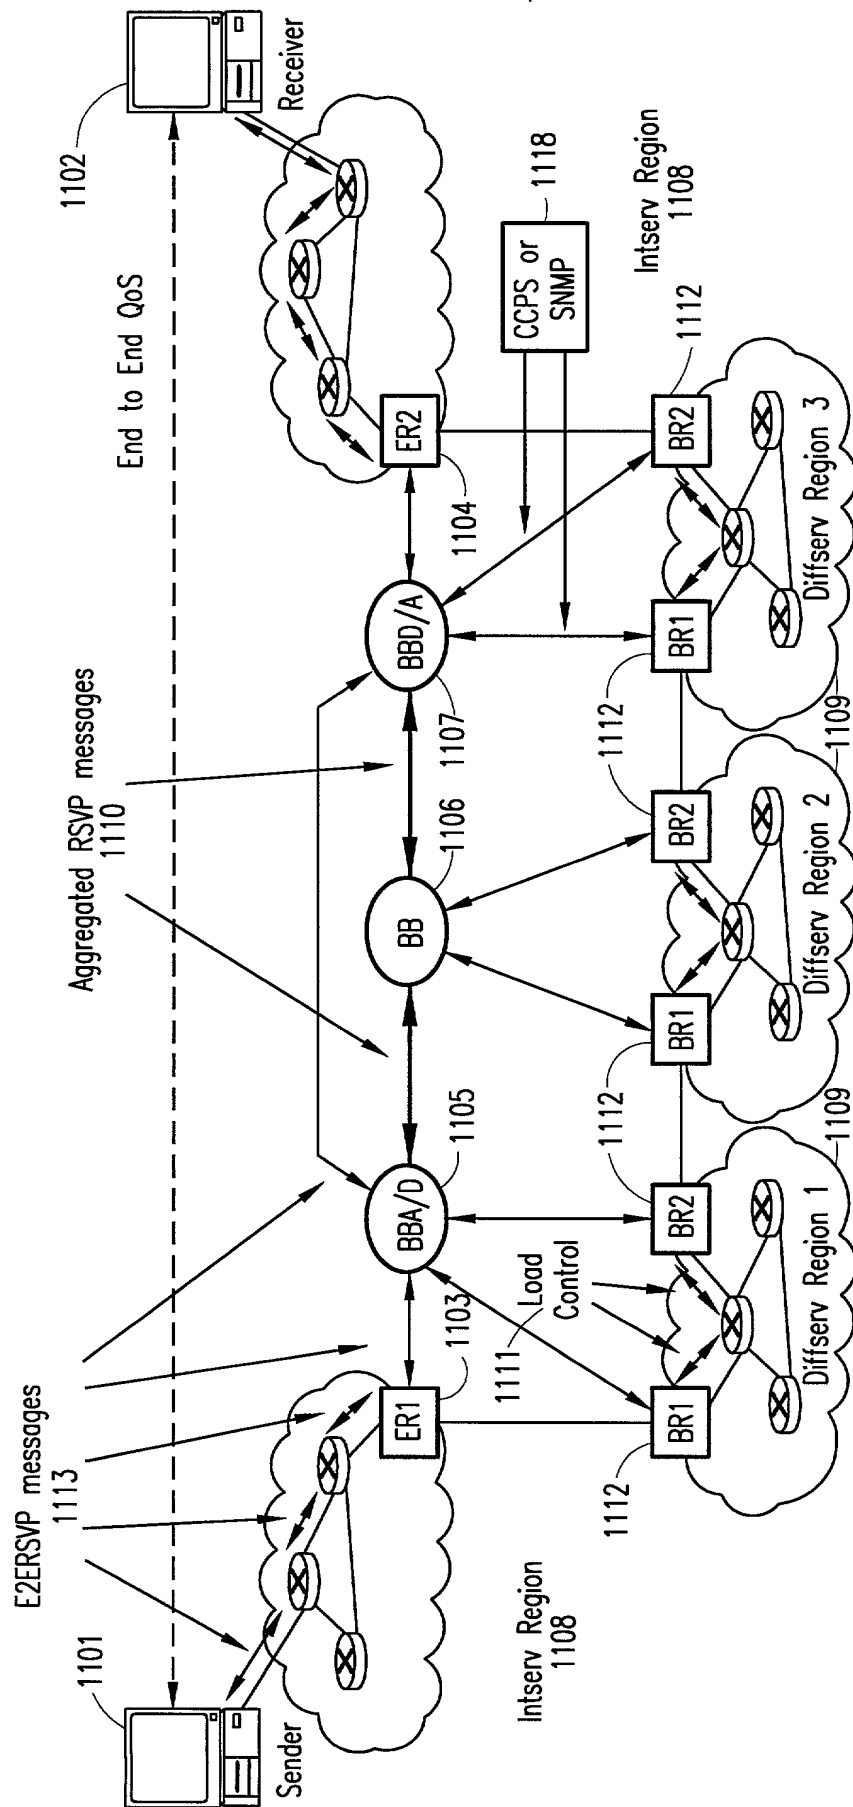 1101
Sender
E2ERSVP messages
1113
Aggregated RSVP messages
1110
End to End QoS
1102
Receiver
ER1
1103
BBA/D
1105
BB
1106
BBD/A
1107
ER2
1104
CCPS or
SNMP
1118
Intserv Region
1108
Intserv Region
1108
1111
Load
Control
1112
BR1
BR2
1112
BR1
BR2
1112
BR1
BR2
1112
Diffserv Region 1
1109
Diffserv Region 2
1109
Diffserv Region 3